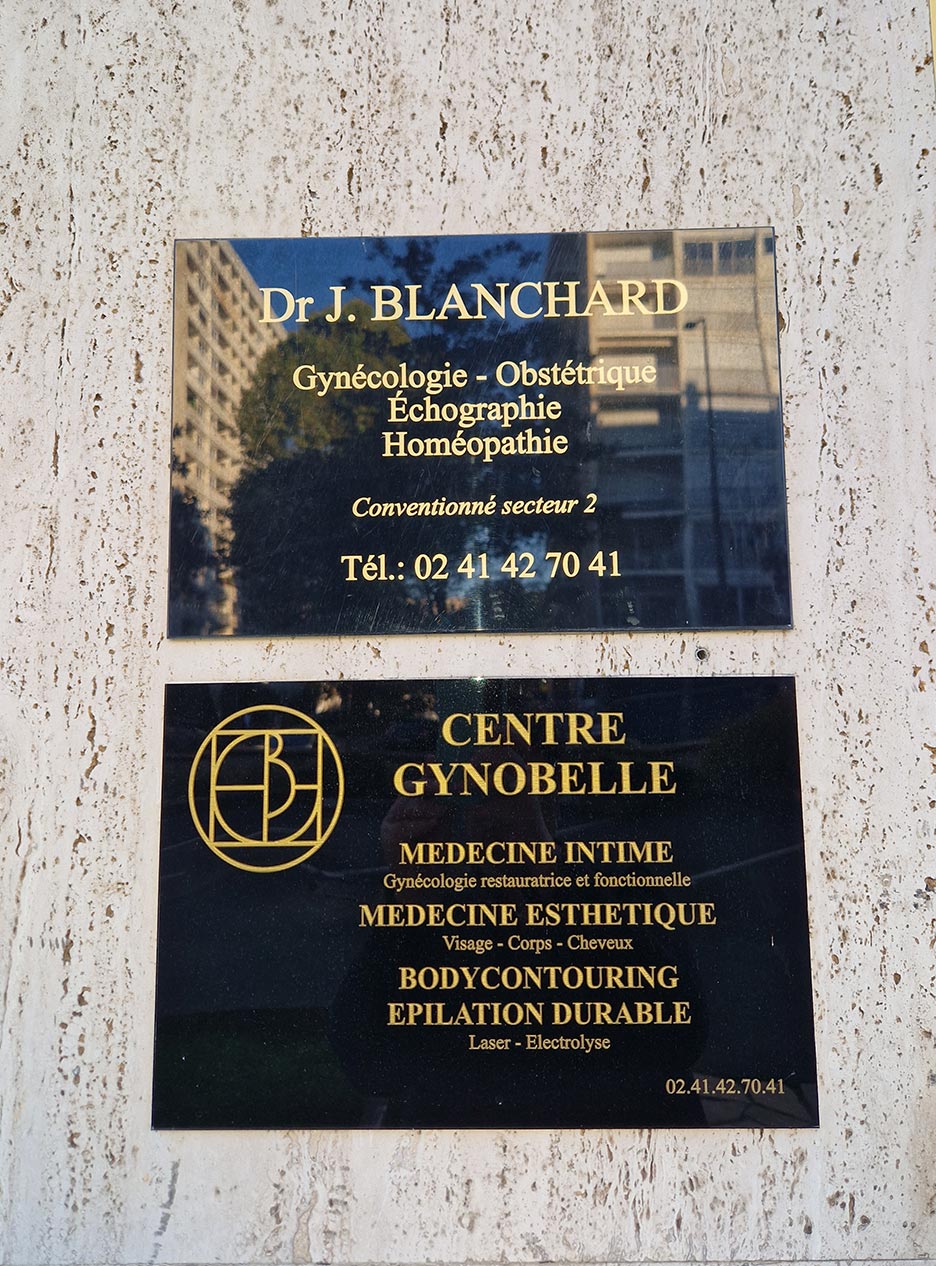 Dr J. BLANCHARD
Gynécologie - Obstétrique
Échographie
Homéopathie
Conventionné secteur 2
Tél.: 02 41 42 70 41
CENTRE
GYNOBELLE
MEDECINE INTIME
Gynécologie restauratrice et fonctionnelle
MEDECINE ESTHETIQUE
Visage - Corps - Cheveux
BODYCONTOURING
EPILATION DURABLE
Laser - Electrolyse
02.41.42.70.41